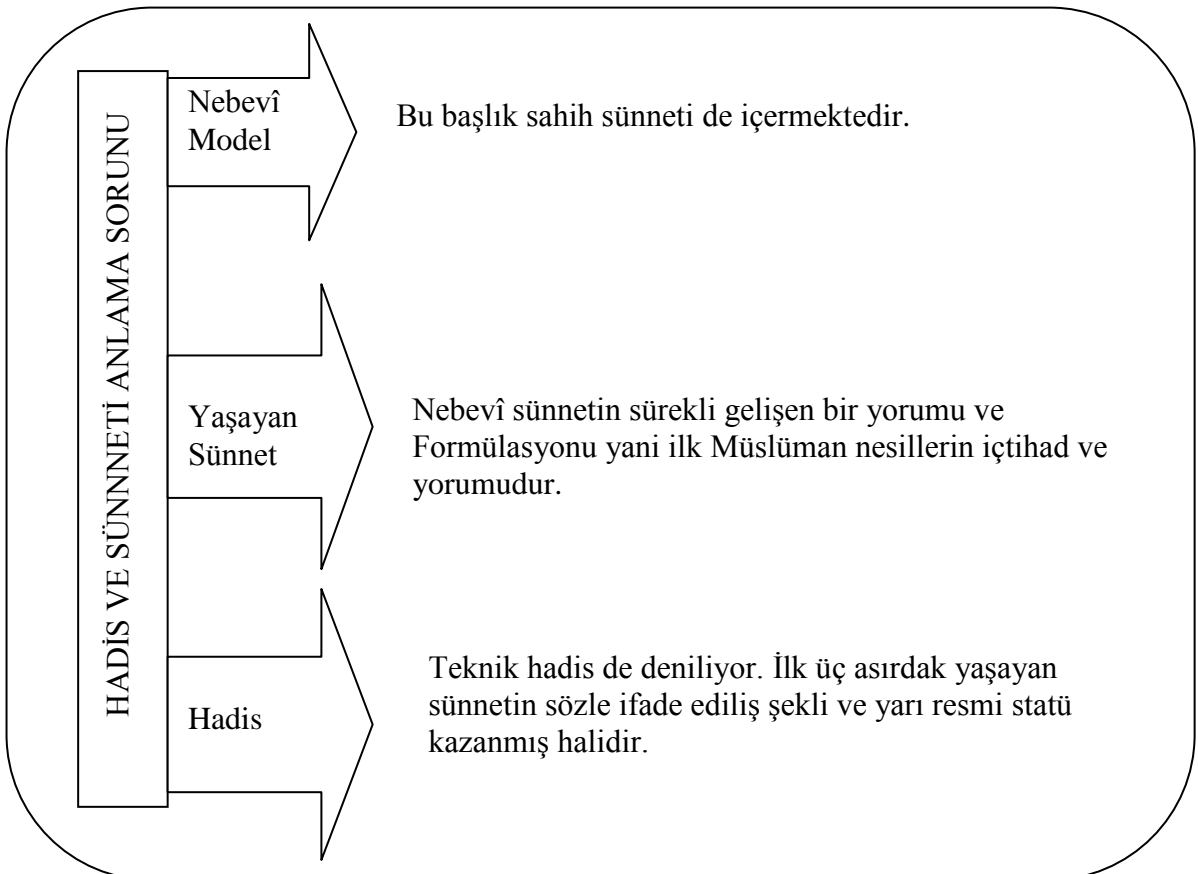 HADİS VE SÜNNNETİ ANLAMA SORUNU
Nebevî
Model
Bu başlık sahih sünneti de içermektedir.
Yaşayan
Sünnet
Nebevî sünnetin sürekli gelişen bir yorumu ve
Formülasyonu yani ilk Müslüman nesillerin içtihad ve
yorumudur.
Hadis
Teknik hadis de deniliyor. İlk üç asırdak yaşayan
sünnetin sözle ifade ediliş şekli ve yarı resmi statü
kazanmış halidir.